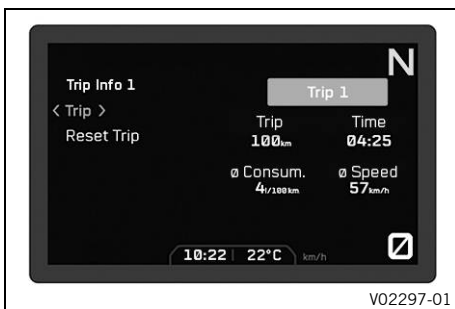 N
Trip Info 1
Trip 1
< Trip >
Trip Time
Reset Trip
100km 04:25
ø Consum. ø Speed
4l/100km 57km/h
10:22 22°C km/h 0
V02297-01